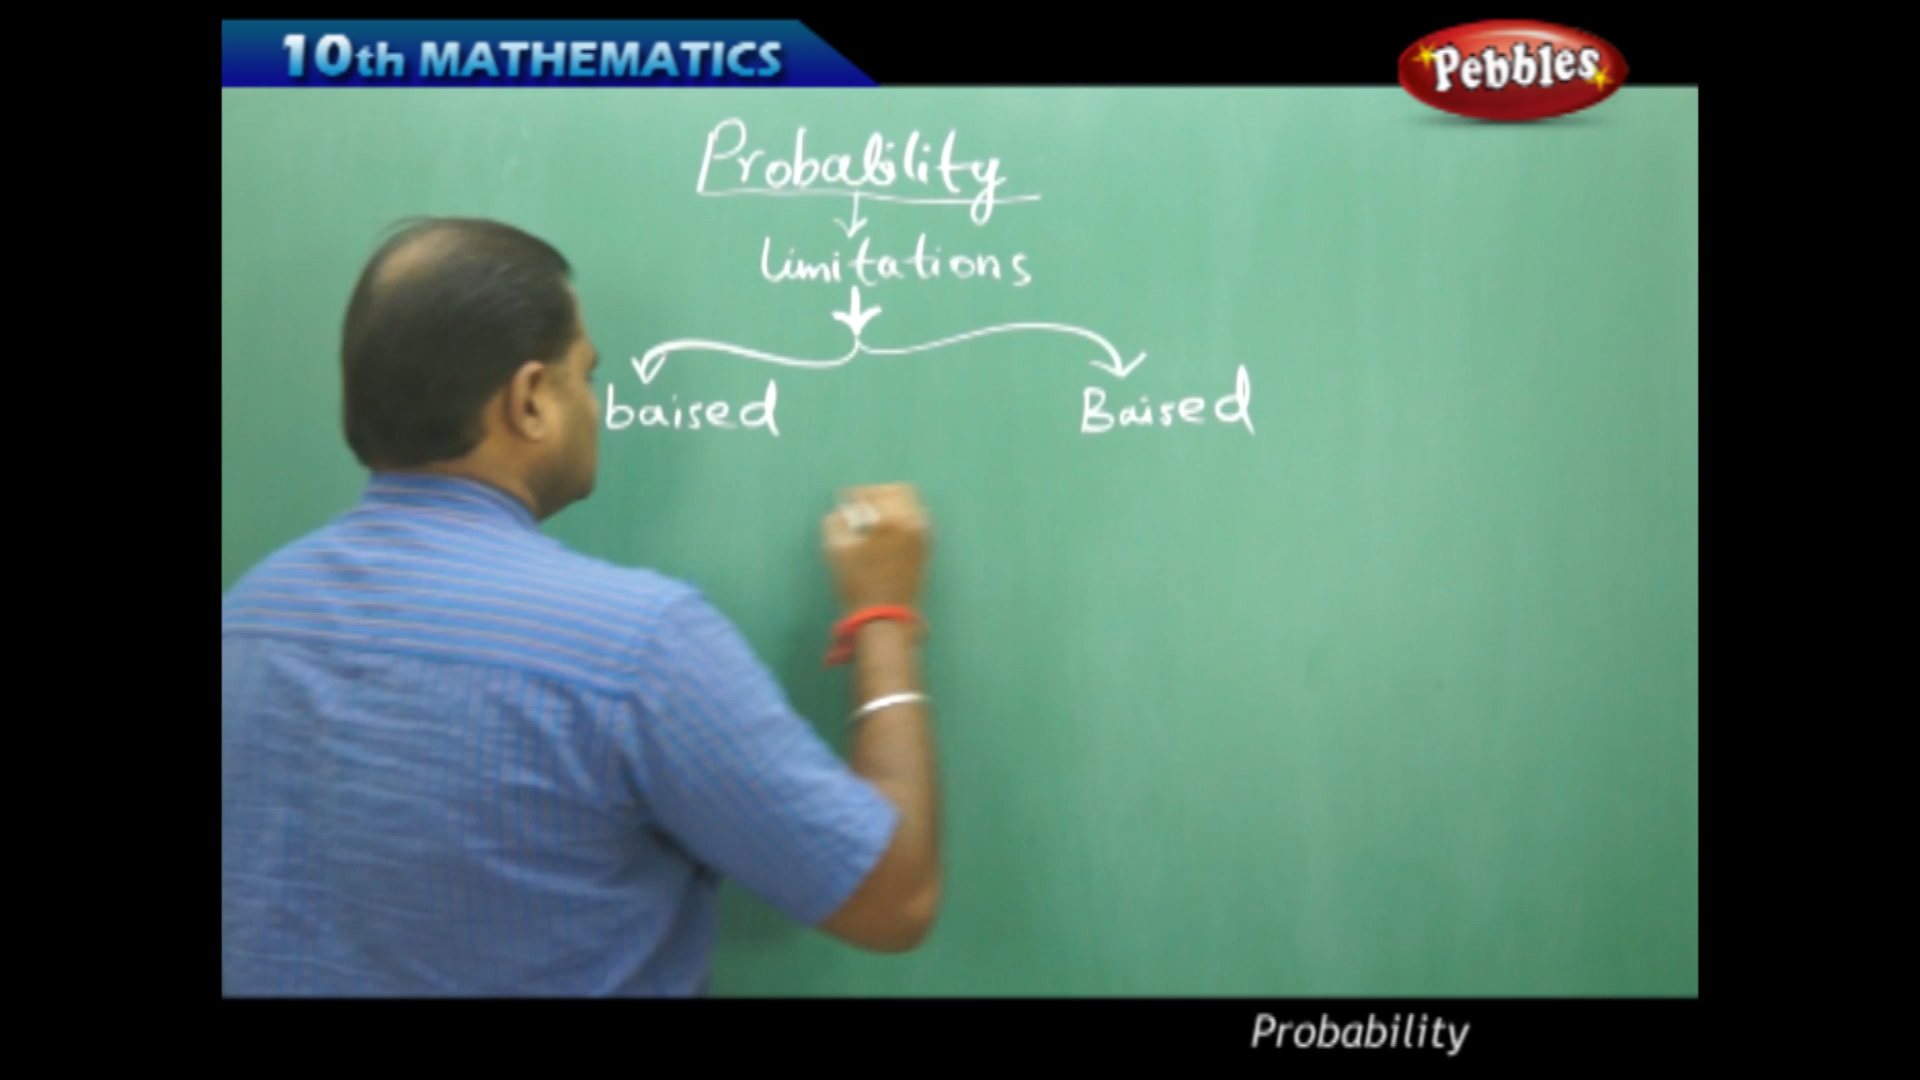 10th MATHEMATICS
Pebbles
Probability
limitations
baised
Baised
Probability